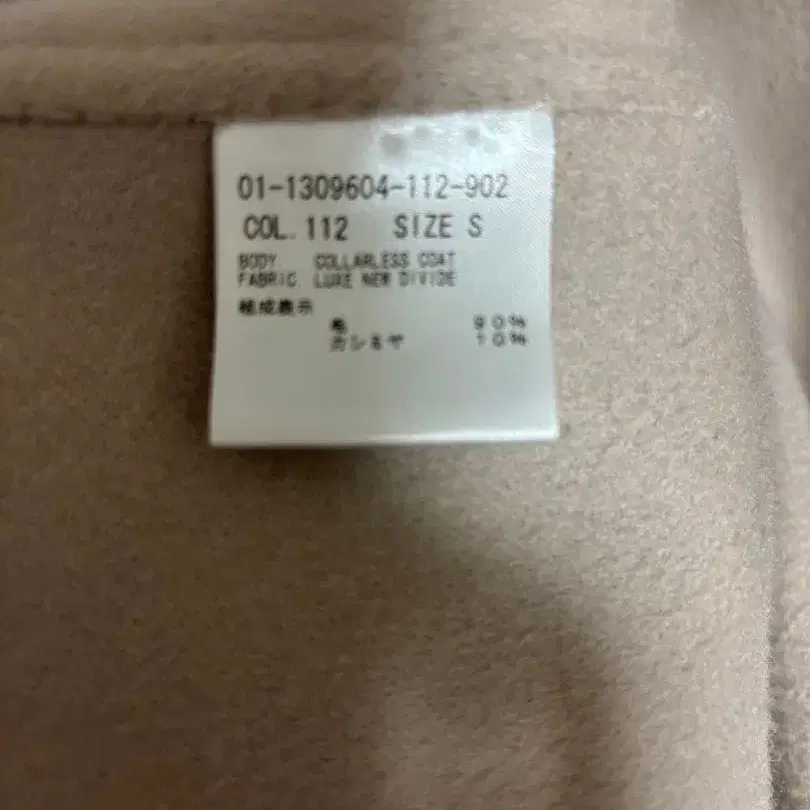 01-1309604-112-902
COL. 112 SIZE S
BODY COLLARLESS COAT
FABRIC LUXE NEW DIVIDE
組成表示
毛 90%
カシミヤ 10%